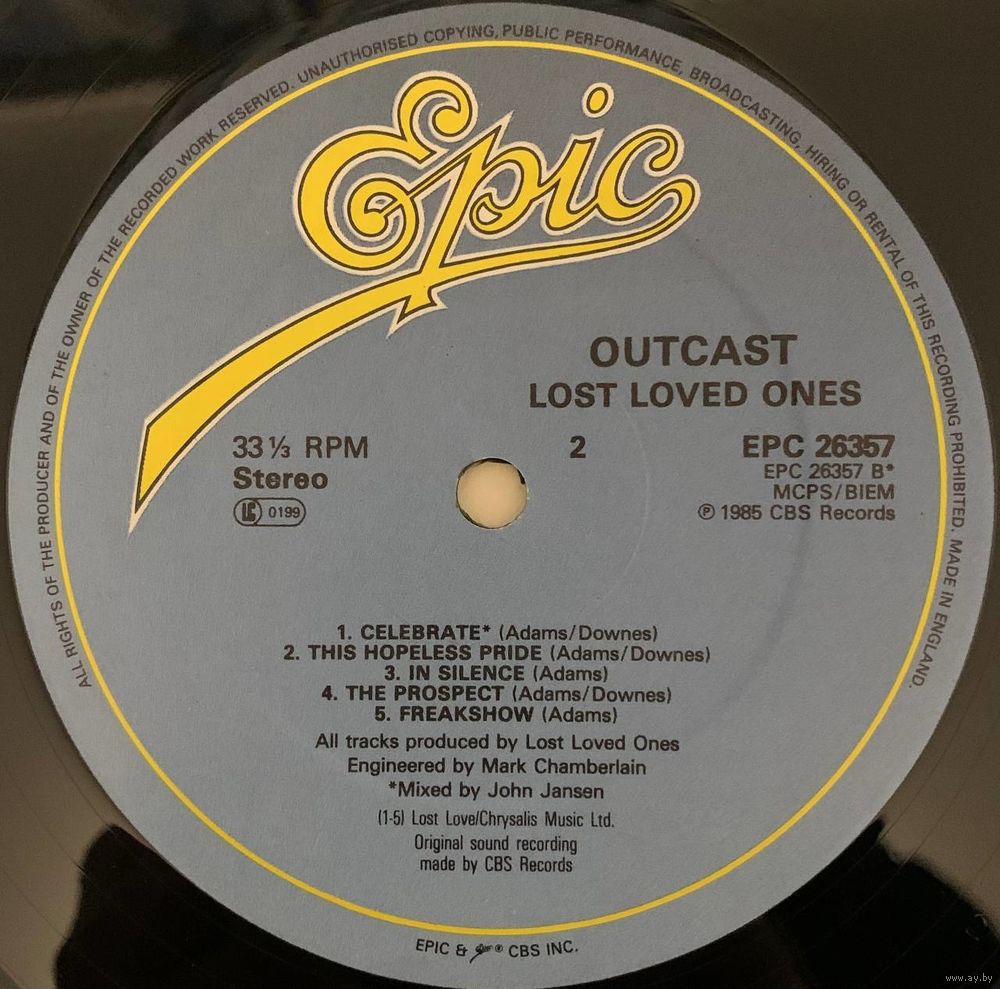 ALL RIGHTS OF THE PRODUCER AND OF THE OWNER OF THE RECORDED WORK RESERVED. UNAUTHORISED COPYING, PUBLIC PERFORMANCE, BROADCASTING, HIRING OR RENTAL OF THIS RECORDING PROHIBITED. MADE IN ENGLAND.
Epic
OUTCAST
LOST LOVED ONES
33⅓ RPM
Stereo
LC 0199
2
EPC 26357
EPC 26357 B*
MCPS/BIEM
℗ 1985 CBS Records
1. CELEBRATE* (Adams/Downes)
2. THIS HOPELESS PRIDE (Adams/Downes)
3. IN SILENCE (Adams)
4. THE PROSPECT (Adams/Downes)
5. FREAKSHOW (Adams)
All tracks produced by Lost Loved Ones
Engineered by Mark Chamberlain
*Mixed by John Jansen
(1-5) Lost Love/Chrysalis Music Ltd.
Original sound recording
made by CBS Records
EPIC & Epic ® CBS INC.
www.ay.by